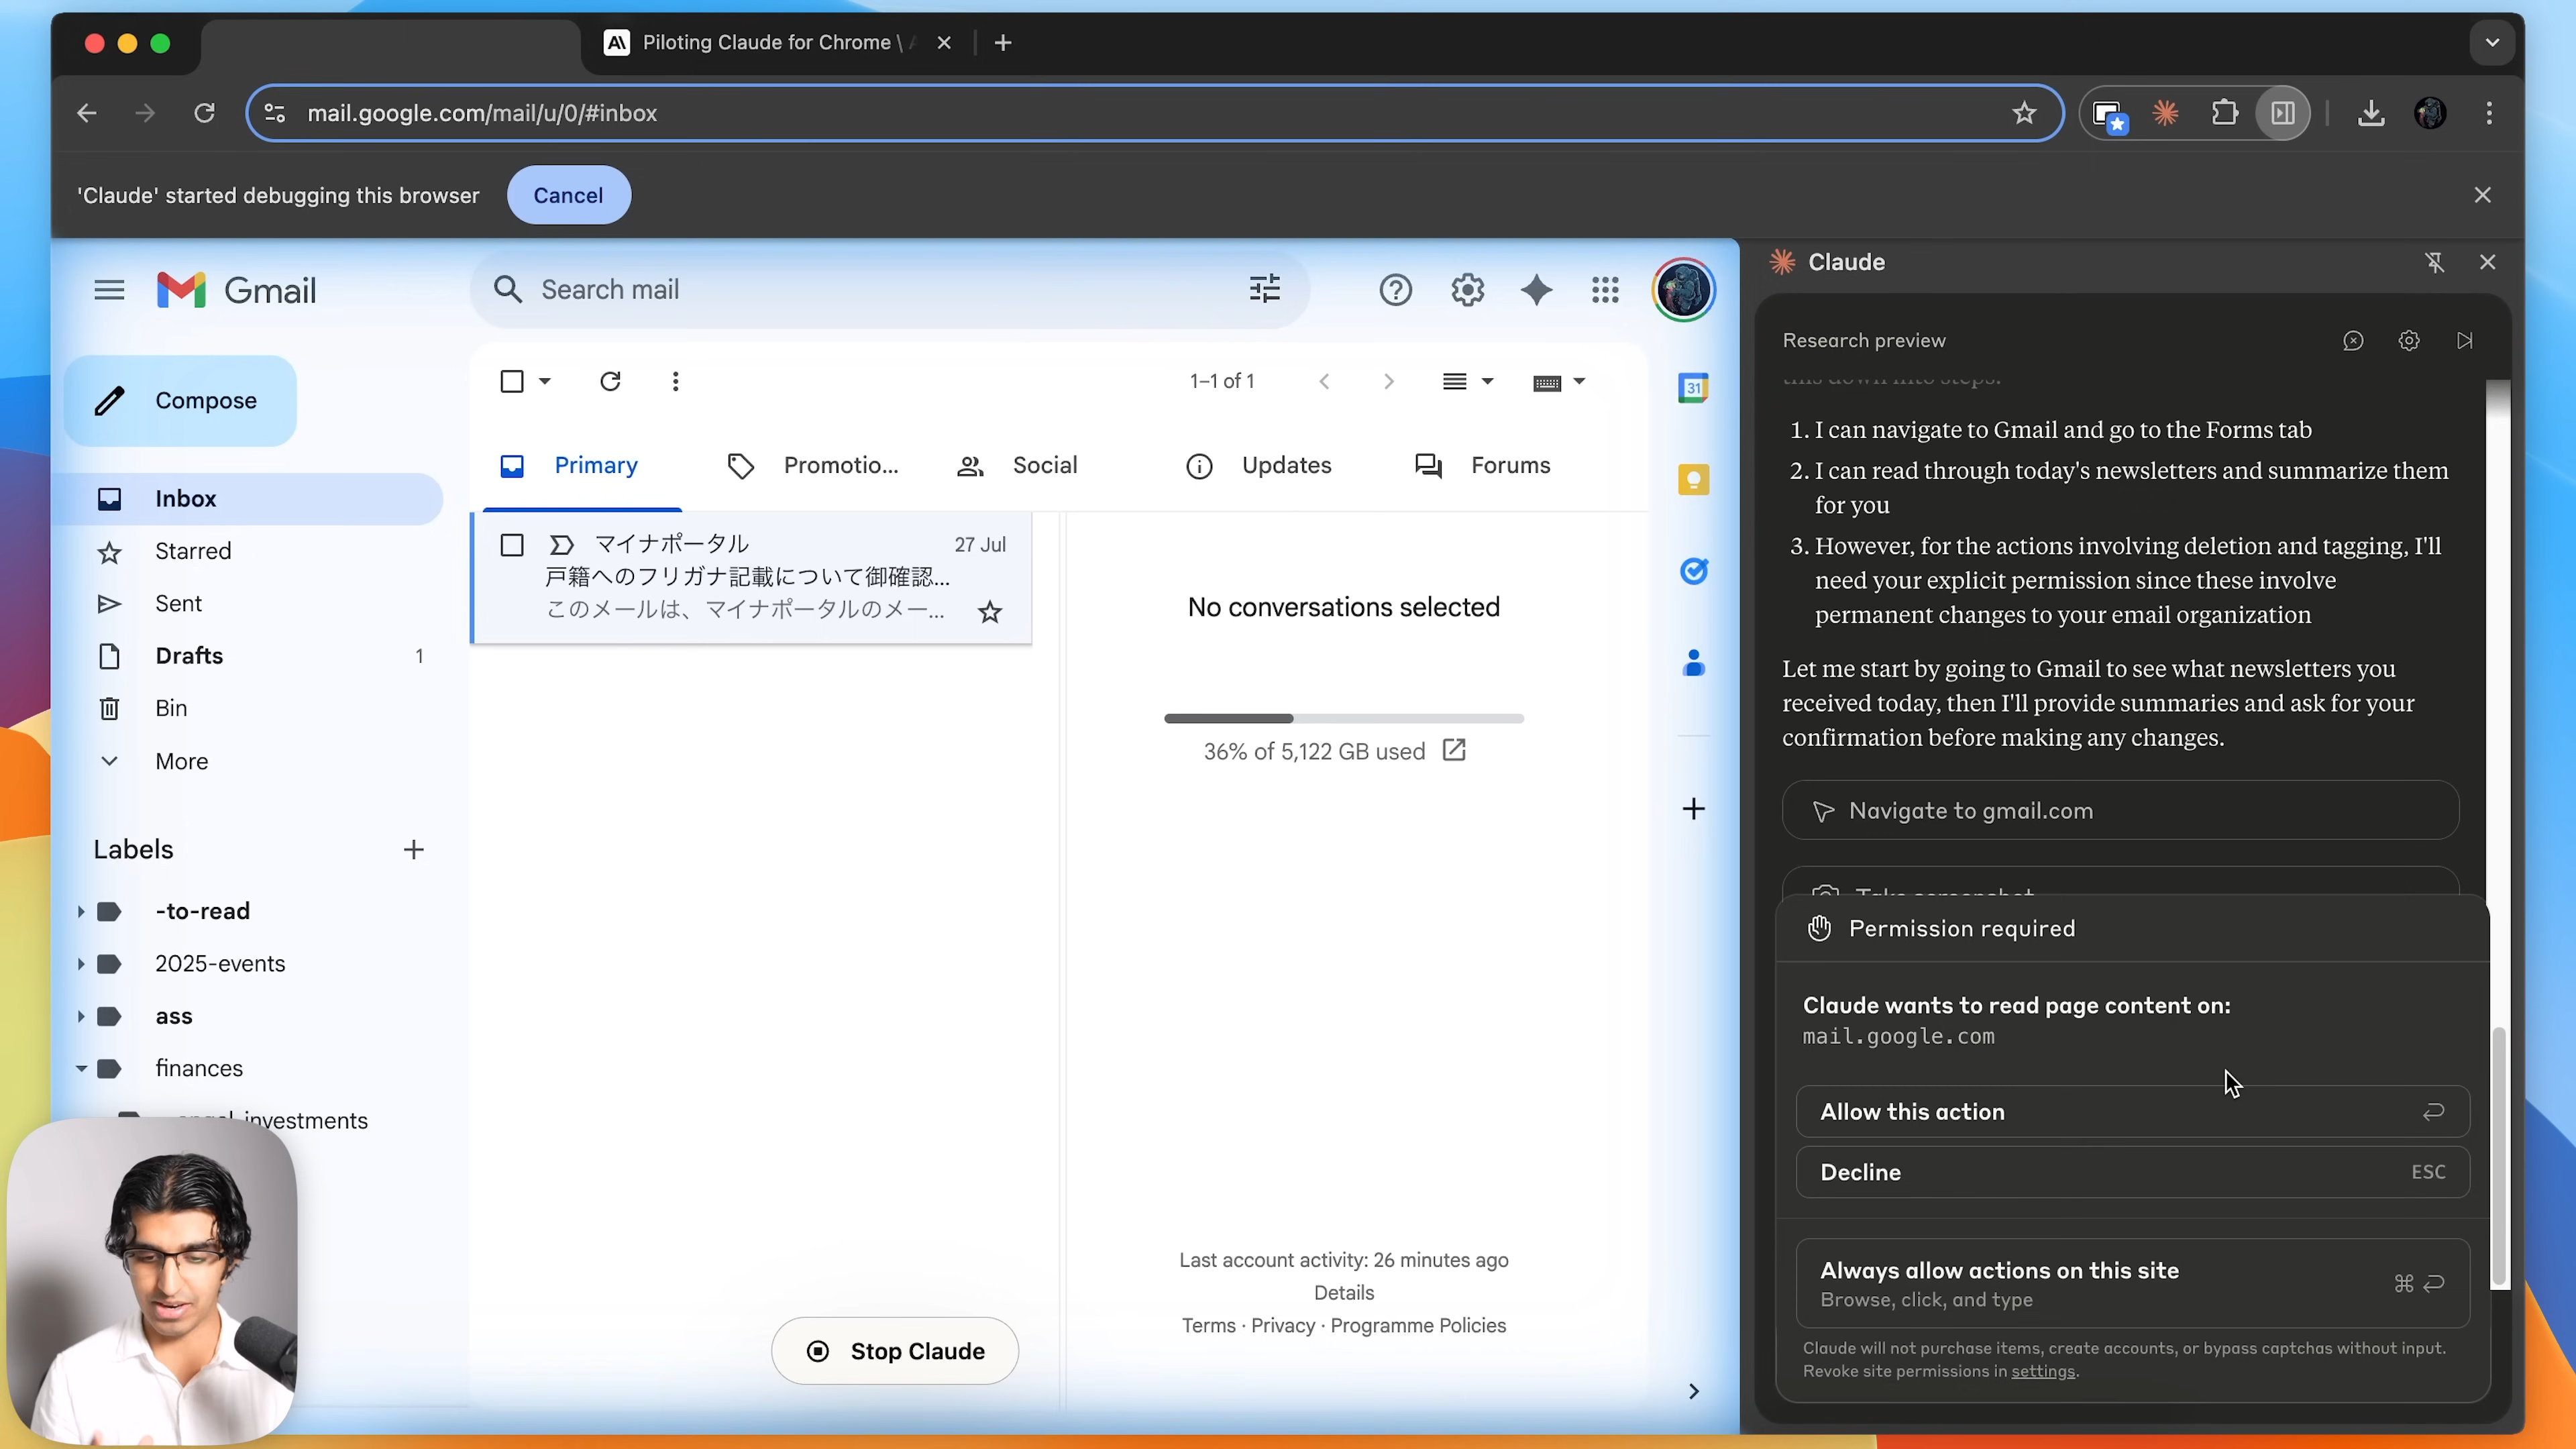 Piloting Claude for Chrome \
mail.google.com/mail/u/0/#inbox
'Claude' started debugging this browser
Cancel
Gmail
Search mail
Compose
Inbox
Starred
Sent
Drafts 1
Bin
More
Labels
-to-read
2025-events
ass
finances
investments
1–1 of 1
Primary
Promotio...
Social
Updates
Forums
マイナポータル 27 Jul
戸籍へのフリガナ記載について御確認...
このメールは、マイナポータルのメー...
No conversations selected
36% of 5,122 GB used
Last account activity: 26 minutes ago
Details
Terms · Privacy · Programme Policies
Stop Claude
31
Claude
Research preview
this down into steps.
1. I can navigate to Gmail and go to the Forms tab
2. I can read through today's newsletters and summarize them
for you
3. However, for the actions involving deletion and tagging, I'll
need your explicit permission since these involve
permanent changes to your email organization
Let me start by going to Gmail to see what newsletters you
received today, then I'll provide summaries and ask for your
confirmation before making any changes.
Navigate to gmail.com
Take screenshot
Permission required
Claude wants to read page content on:
mail.google.com
Allow this action
Decline ESC
Always allow actions on this site
Browse, click, and type
⌘
Claude will not purchase items, create accounts, or bypass captchas without input.
Revoke site permissions in settings.